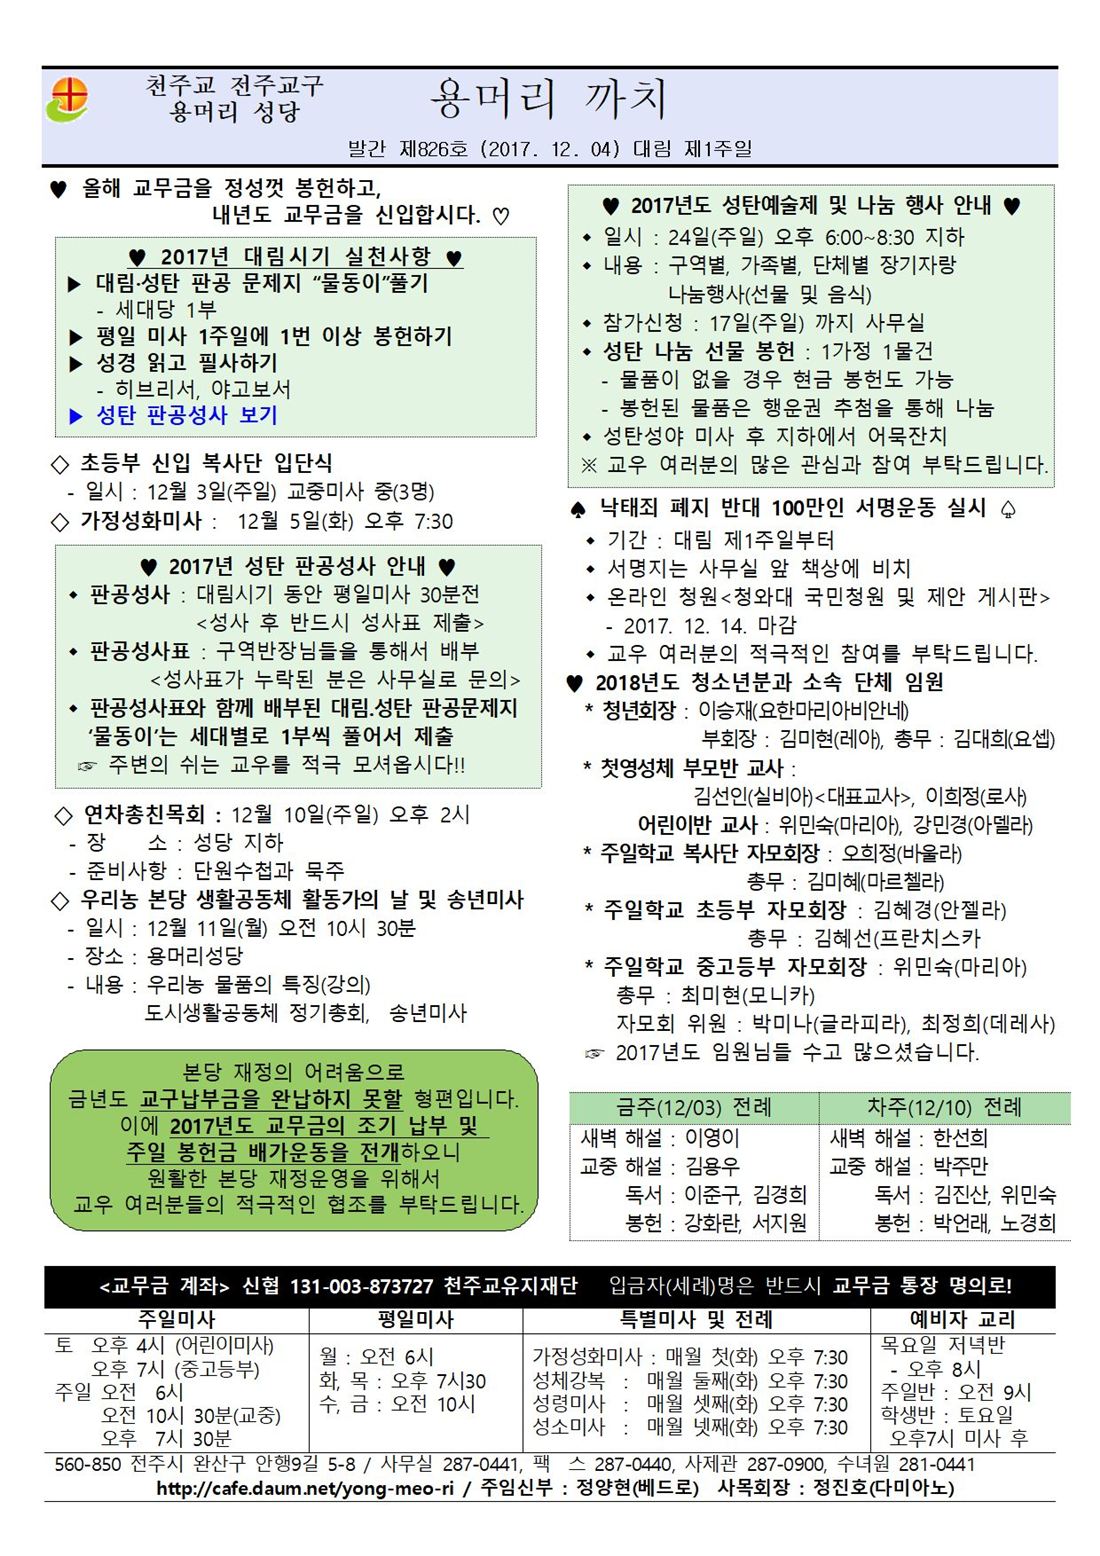 천주교 전주교구
용머리 성당
용머리 까치
발간 제826호 (2017. 12. 04) 대림 제1주일
♥ 올해 교무금을 정성껏 봉헌하고,
내년도 교무금을 신입합시다. ♡
♥ 2017년 대림시기 실천사항 ♥
▶ 대림·성탄 판공 문제지 “물동이”풀기
- 세대당 1부
▶ 평일 미사 1주일에 1번 이상 봉헌하기
▶ 성경 읽고 필사하기
- 히브리서, 야고보서
▶ 성탄 판공성사 보기
◇ 초등부 신입 복사단 입단식
- 일시 : 12월 3일(주일) 교중미사 중(3명)
◇ 가정성화미사 : 12월 5일(화) 오후 7:30
♥ 2017년 성탄 판공성사 안내 ♥
◆ 판공성사 : 대림시기 동안 평일미사 30분전
<성사 후 반드시 성사표 제출>
◆ 판공성사표 : 구역반장님들을 통해서 배부
<성사표가 누락된 분은 사무실로 문의>
◆ 판공성사표와 함께 배부된 대림.성탄 판공문제지
‘물동이’는 세대별로 1부씩 풀어서 제출
☞ 주변의 쉬는 교우를 적극 모셔옵시다!!
◇ 연차총친목회 : 12월 10일(주일) 오후 2시
- 장 소 : 성당 지하
- 준비사항 : 단원수첩과 묵주
◇ 우리농 본당 생활공동체 활동가의 날 및 송년미사
- 일시 : 12월 11일(월) 오전 10시 30분
- 장소 : 용머리성당
- 내용 : 우리농 물품의 특징(강의)
도시생활공동체 정기총회, 송년미사
본당 재정의 어려움으로
금년도 교구납부금을 완납하지 못할 형편입니다.
이에 2017년도 교무금의 조기 납부 및
주일 봉헌금 배가운동을 전개하오니
원활한 본당 재정운영을 위해서
교우 여러분들의 적극적인 협조를 부탁드립니다.
♥ 2017년도 성탄예술제 및 나눔 행사 안내 ♥
◆ 일시 : 24일(주일) 오후 6:00~8:30 지하
◆ 내용 : 구역별, 가족별, 단체별 장기자랑
나눔행사(선물 및 음식)
◆ 참가신청 : 17일(주일) 까지 사무실
◆ 성탄 나눔 선물 봉헌 : 1가정 1물건
- 물품이 없을 경우 현금 봉헌도 가능
- 봉헌된 물품은 행운권 추첨을 통해 나눔
◆ 성탄성야 미사 후 지하에서 어묵잔치
※ 교우 여러분의 많은 관심과 참여 부탁드립니다.
♠ 낙태죄 폐지 반대 100만인 서명운동 실시 ♤
◆ 기간 : 대림 제1주일부터
◆ 서명지는 사무실 앞 책상에 비치
◆ 온라인 청원<청와대 국민청원 및 제안 게시판>
- 2017. 12. 14. 마감
◆ 교우 여러분의 적극적인 참여를 부탁드립니다.
♥ 2018년도 청소년분과 소속 단체 임원
* 청년회장 : 이승재(요한마리아비안네)
부회장 : 김미현(레아), 총무 : 김대희(요셉)
* 첫영성체 부모반 교사 :
김선인(실비아)<대표교사>, 이희정(로사)
어린이반 교사 : 위민숙(마리아), 강민경(아델라)
* 주일학교 복사단 자모회장 : 오희정(바울라)
총무 : 김미혜(마르첼라)
* 주일학교 초등부 자모회장 : 김혜경(안젤라)
총무 : 김혜선(프란치스카
* 주일학교 중고등부 자모회장 : 위민숙(마리아)
총무 : 최미현(모니카)
자모회 위원 : 박미나(글라피라), 최정희(데레사)
☞ 2017년도 임원님들 수고 많으셨습니다.
금주(12/03) 전례 차주(12/10) 전례
새벽 해설 : 이영이 새벽 해설 : 한선희
교중 해설 : 김용우 교중 해설 : 박주만
독서 : 이준구, 김경희 독서 : 김진산, 위민숙
봉헌 : 강화란, 서지원 봉헌 : 박언래, 노경희
<교무금 계좌> 신협 131-003-873727 천주교유지재단 입금자(세례)명은 반드시 교무금 통장 명의로!
주일미사
토 오후 4시 (어린이미사)
오후 7시 (중고등부)
주일 오전 6시
오전 10시 30분(교중)
오후 7시 30분
평일미사
월 : 오전 6시
화, 목 : 오후 7시30
수, 금 : 오전 10시
특별미사 및 전례
가정성화미사 : 매월 첫(화) 오후 7:30
성체강복 : 매월 둘째(화) 오후 7:30
성령미사 : 매월 셋째(화) 오후 7:30
성소미사 : 매월 넷째(화) 오후 7:30
예비자 교리
목요일 저녁반
- 오후 8시
주일반 : 오전 9시
학생반 : 토요일
오후7시 미사 후
560-850 전주시 완산구 안행9길 5-8 / 사무실 287-0441, 팩 스 287-0440, 사제관 287-0900, 수녀원 281-0441
http://cafe.daum.net/yong-meo-ri / 주임신부 : 정양현(베드로) 사목회장 : 정진호(다미아노)